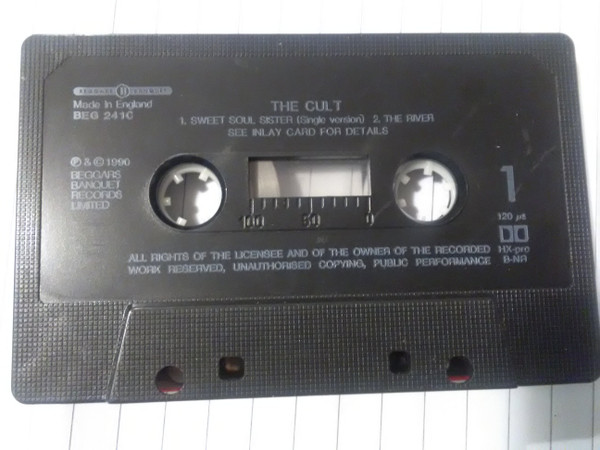 Made in England
BEG 241C
THE CULT
1. SWEET SOUL SISTER (Single version) 2. THE RIVER
SEE INLAY CARD FOR DETAILS
℗ & © 1990
BEGGARS
BANQUET
RECORDS
LIMITED
100 50 0
1
120 µs
HX-pro
B-NR
ALL RIGHTS OF THE LICENSEE AND OF THE OWNER OF THE RECORDED
WORK RESERVED, UNAUTHORISED COPYING, PUBLIC PERFORMANCE